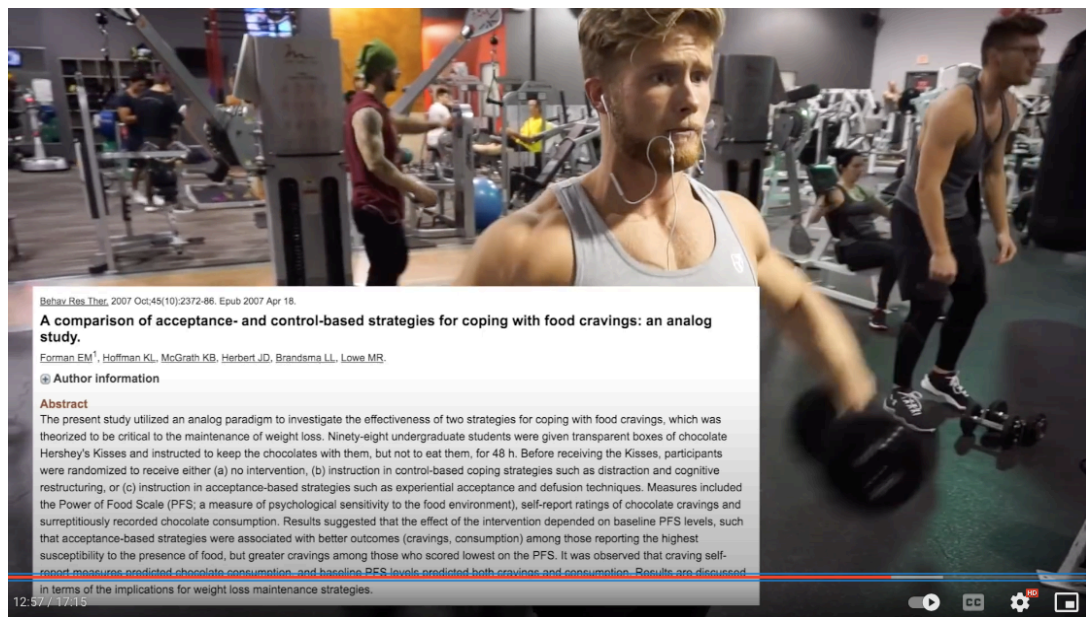 Behav Res Ther. 2007 Oct;45(10):2372-86. Epub 2007 Apr 18.
A comparison of acceptance- and control-based strategies for coping with food cravings: an analog
study.
Forman EM1, Hoffman KL, McGrath KB, Herbert JD, Brandsma LL, Lowe MR.
Author information
Abstract
The present study utilized an analog paradigm to investigate the effectiveness of two strategies for coping with food cravings, which was
theorized to be critical to the maintenance of weight loss. Ninety-eight undergraduate students were given transparent boxes of chocolate
Hershey's Kisses and instructed to keep the chocolates with them, but not to eat them, for 48 h. Before receiving the Kisses, participants
were randomized to receive either (a) no intervention, (b) instruction in control-based coping strategies such as distraction and cognitive
restructuring, or (c) instruction in acceptance-based strategies such as experiential acceptance and defusion techniques. Measures included
the Power of Food Scale (PFS; a measure of psychological sensitivity to the food environment), self-report ratings of chocolate cravings and
surreptitiously recorded chocolate consumption. Results suggested that the effect of the intervention depended on baseline PFS levels, such
that acceptance-based strategies were associated with better outcomes (cravings, consumption) among those reporting the highest
susceptibility to the presence of food, but greater cravings among those who scored lowest on the PFS. It was observed that craving self-
report measures predicted chocolate consumption, and baseline PFS levels predicted both cravings and consumption. Results are discussed
in terms of the implications for weight loss maintenance strategies.
12:57 / 17:15
CC
HD